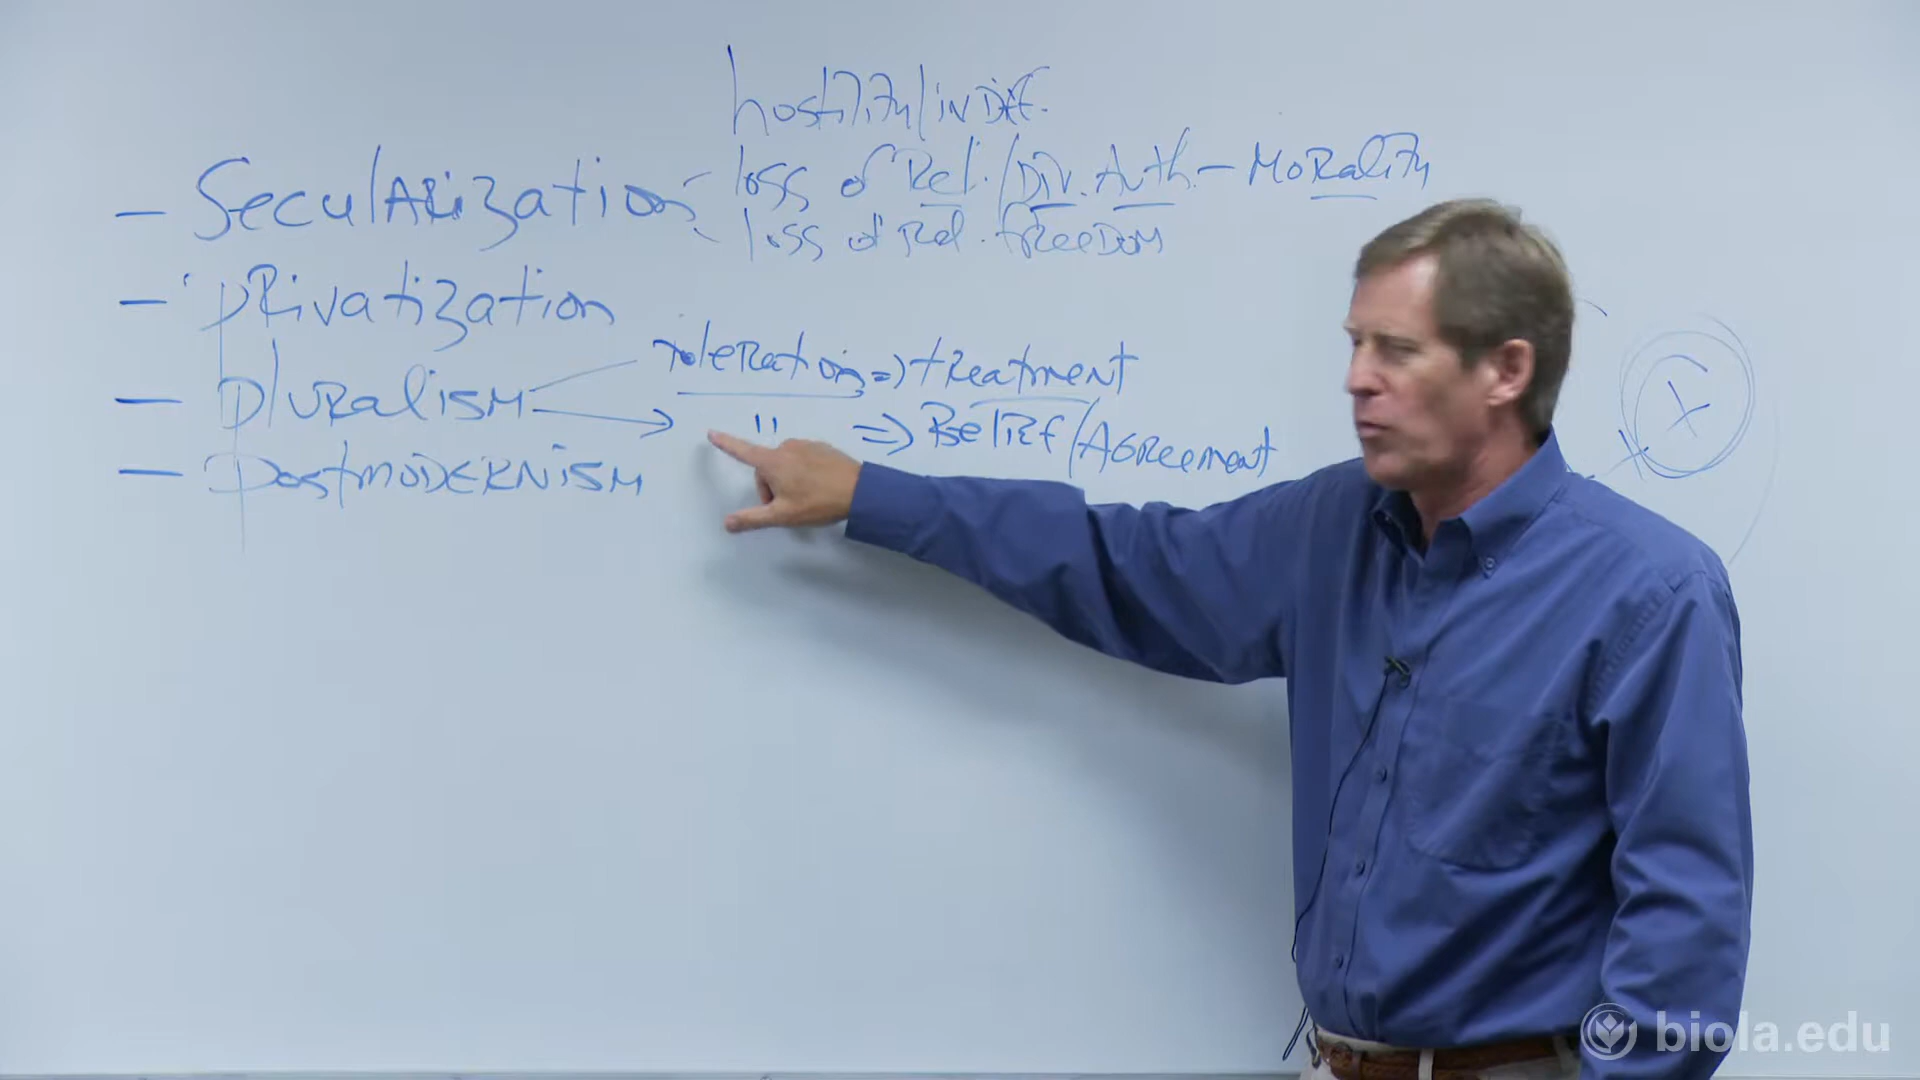 hostility/indiff.
- Secularization - loss of Rel./Div. Auth. - Morality
loss of Rel. freedom
- privatization
- pluralism toleration => treatment
" => Belief/Agreement
- postmodernism
X
x
biola.edu